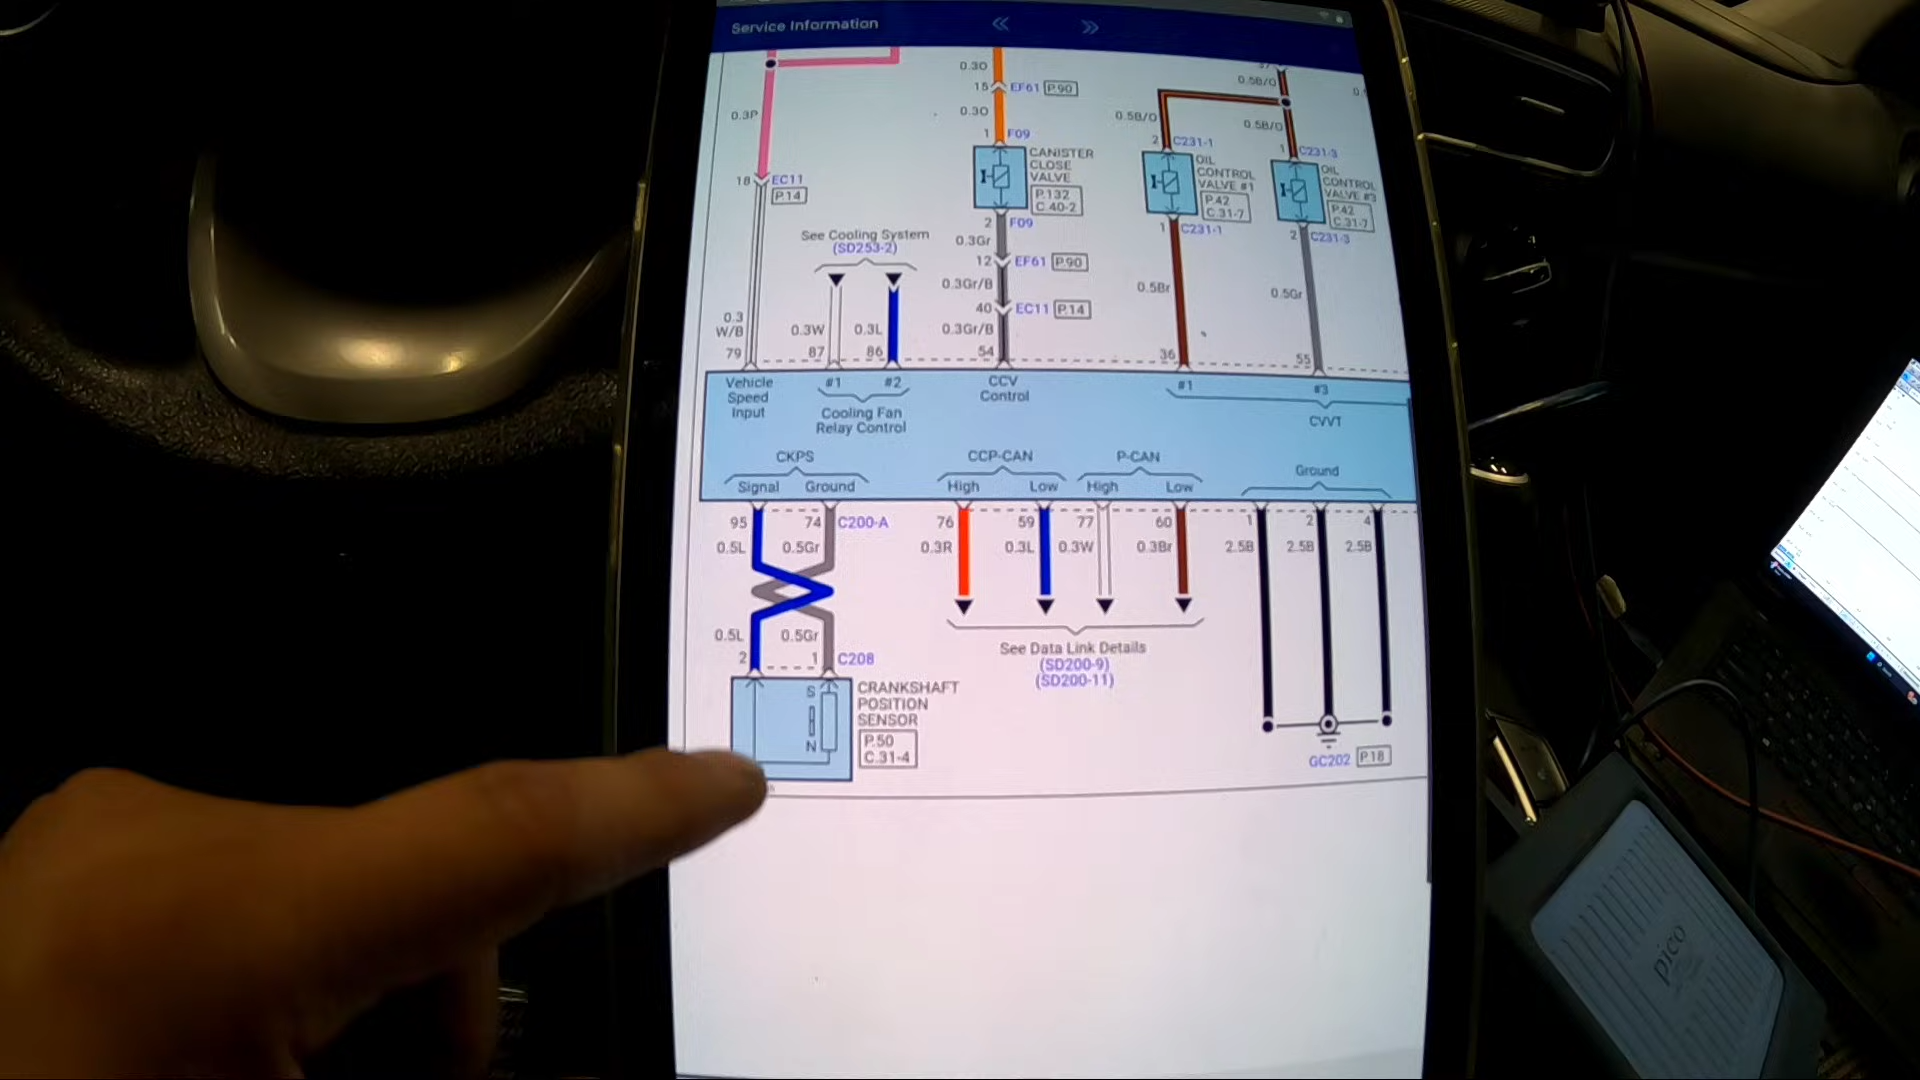 Service Information
0.3O
15 EF61 P.90
0.3O
1 F09
CANISTER
CLOSE
VALVE
P.132
C.40-2
2 F09
0.3Gr
12 EF61 P.90
0.3Gr/B
40 EC11 P.14
0.3Gr/B
54
0.3P
18 EC11
P.14
0.3
W/B
79
See Cooling System
(SD253-2)
0.3W
0.3L
87
86
0.5B/O
0.5B/O
0.5B/O
2 C231-1
OIL
CONTROL
VALVE #1
P.42
C.31-7
1 C231-1
0.5Br
36
1 C231-3
OIL
CONTROL
VALVE #3
P.42
C.31-7
2 C231-3
0.5Gr
55
Vehicle
Speed
Input
#1 #2
Cooling Fan
Relay Control
CCV
Control
#1 #3
CVVT
CKPS
Signal Ground
CCP-CAN
High Low
P-CAN
High Low
Ground
95 74 C200-A
0.5L 0.5Gr
76 59 77 60
0.3R 0.3L 0.3W 0.3Br
1 2 4
2.5B 2.5B 2.5B
0.5L 0.5Gr
2 1 C208
S
N
CRANKSHAFT
POSITION
SENSOR
P.50
C.31-4
See Data Link Details
(SD200-9)
(SD200-11)
GC202 P.18
pico